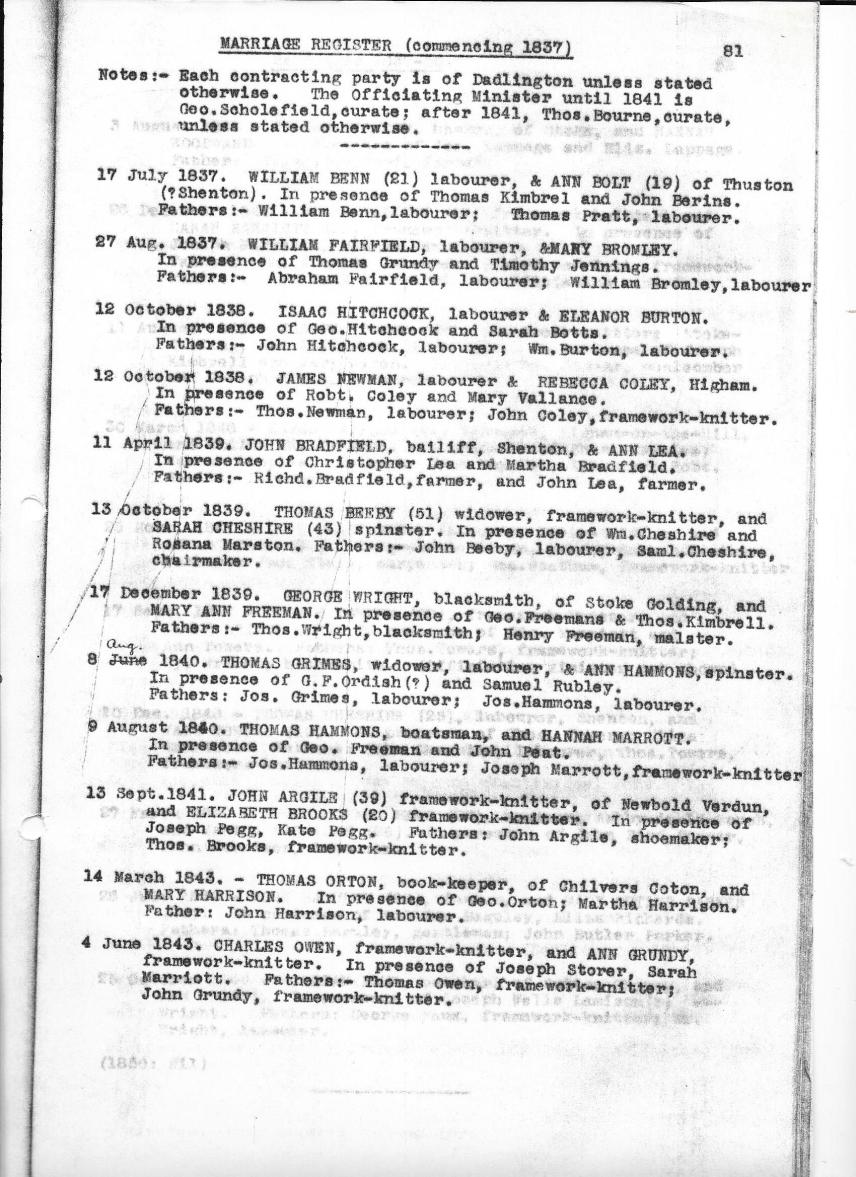 MARRIAGE REGISTER (commencing 1837)
81
Notes:- Each contracting party is of Dadlington unless stated
otherwise. The Officiating Minister until 1841 is
Geo.Scholefield,curate; after 1841, Thos.Bourne,curate,
unless stated otherwise.
17 July 1837. WILLIAM BENN (21) labourer, & ANN BOLT (19) of Thuston
(?Shenton). In presence of Thomas Kimbrel and John Berins.
Fathers:- William Benn,labourer; Thomas Pratt, labourer.
27 Aug. 1837. WILLIAM FAIRFIELD, labourer, &MARY BROMLEY.
In presence of Thomas Grundy and Timothy Jennings.
Fathers:- Abraham Fairfield, labourer; William Bromley,labourer
12 October 1838. ISAAC HITCHCOCK, labourer & ELEANOR BURTON.
In presence of Geo.Hitchcock and Sarah Botts.
Fathers:- John Hitchcock, labourer; Wm.Burton, labourer.
12 October 1838. JAMES NEWMAN, labourer & REBECCA COLEY, Higham.
In presence of Robt. Coley and Mary Vallance.
Fathers:- Thos.Newman, labourer; John Coley,framework-knitter.
11 April 1839. JOHN BRADFIELD, bailiff, Shenton, & ANN LEA.
In presence of Christopher Lea and Martha Bradfield.
Fathers:- Richd.Bradfield,farmer, and John Lea, farmer.
13 October 1839. THOMAS BEEBY (51) widower, framework-knitter, and
SARAH CHESHIRE (43) spinster. In presence of Wm.Cheshire and
Rosana Marston. Fathers:- John Beeby, labourer, Saml.Cheshire,
chairmaker.
17 December 1839. GEORGE WRIGHT, blacksmith, of Stoke Golding, and
MARY ANN FREEMAN. In presence of Geo.Freemans & Thos.Kimbrell.
Fathers:- Thos.Wright,blacksmith; Henry Freeman, malster.
Aug.
8 June 1840. THOMAS GRIMES, widower, labourer, & ANN HAMMONS,spinster.
In presence of G.F.Ordish(?) and Samuel Rubley.
Fathers: Jos. Grimes, labourer; Jos.Hammons, labourer.
9 August 1840. THOMAS HAMMONS, boatsman, and HANNAH MARROTT.
In presence of Geo. Freeman and John Peat.
Fathers:- Jos.Hammons, labourer; Joseph Marrott,framework-knitter
13 Sept.1841. JOHN ARGILE (39) framework-knitter, of Newbold Verdun,
and ELIZABETH BROOKS (20) framework-knitter. In presence of
Joseph Pegg, Kate Pegg. Fathers: John Argile, shoemaker;
Thos. Brooks, framework-knitter.
14 March 1843. - THOMAS ORTON, book-keeper, of Chilvers Coton, and
MARY HARRISON. In presence of Geo.Orton; Martha Harrison.
Father: John Harrison, labourer.
4 June 1843. CHARLES OWEN, framework-knitter, and ANN GRUNDY,
framework-knitter. In presence of Joseph Storer, Sarah
Marriott. Fathers:- Thomas Owen, framework-knitter;
John Grundy, framework-knitter.
(1850: Nil)